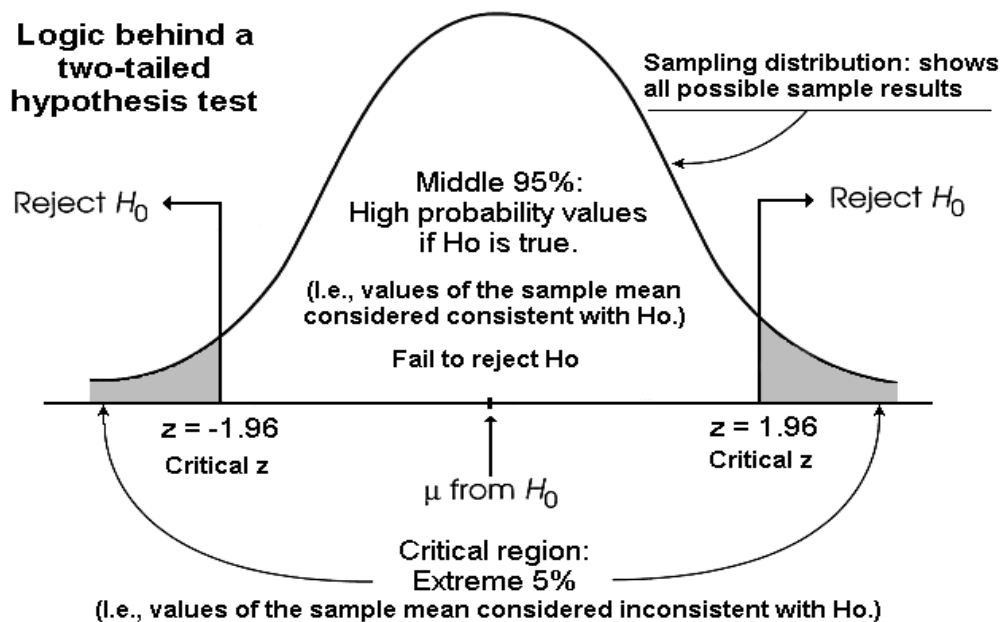 Logic behind a
two-tailed
hypothesis test
Sampling distribution: shows
all possible sample results
Reject H₀
Middle 95%:
High probability values
if Ho is true.
Reject H₀
(I.e., values of the sample mean
considered consistent with Ho.)
Fail to reject Ho
z = -1.96
Critical z
z = 1.96
Critical z
μ from H₀
Critical region:
Extreme 5%
(I.e., values of the sample mean considered inconsistent with Ho.)